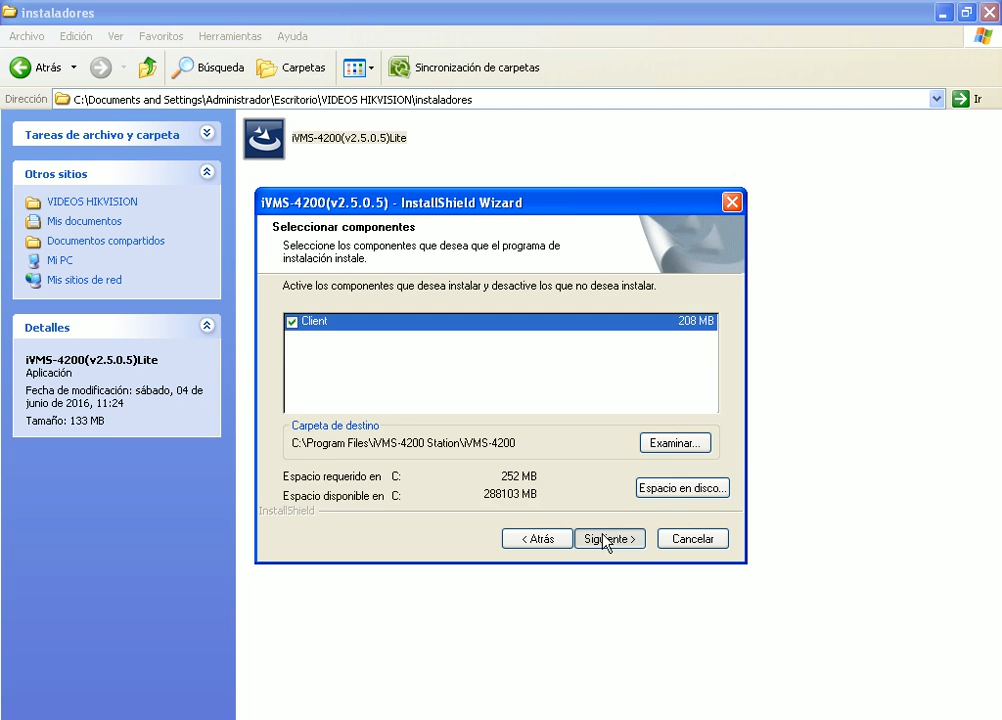 instaladores
Archivo Edición Ver Favoritos Herramientas Ayuda
Atrás Búsqueda Carpetas Sincronización de carpetas
Dirección C:\Documents and Settings\Administrador\Escritorio\VIDEOS HIKVISION\instaladores Ir
Tareas de archivo y carpeta
Otros sitios
VIDEOS HIKVISION
Mis documentos
Documentos compartidos
Mi PC
Mis sitios de red
Detalles
iVMS-4200(v2.5.0.5)Lite
Aplicación
Fecha de modificación: sábado, 04 de
junio de 2016, 11:24
Tamaño: 133 MB
iVMS-4200(v2.5.0.5)Lite
iVMS-4200(v2.5.0.5) - InstallShield Wizard
Seleccionar componentes
Seleccione los componentes que desea que el programa de
instalación instale.
Active los componentes que desea instalar y desactive los que no desea instalar.
Client 208 MB
Carpeta de destino
C:\Program Files\iVMS-4200 Station\iVMS-4200
Examinar...
Espacio requerido en C: 252 MB
Espacio disponible en C: 288103 MB
Espacio en disco...
InstallShield
< Atrás Siguiente > Cancelar